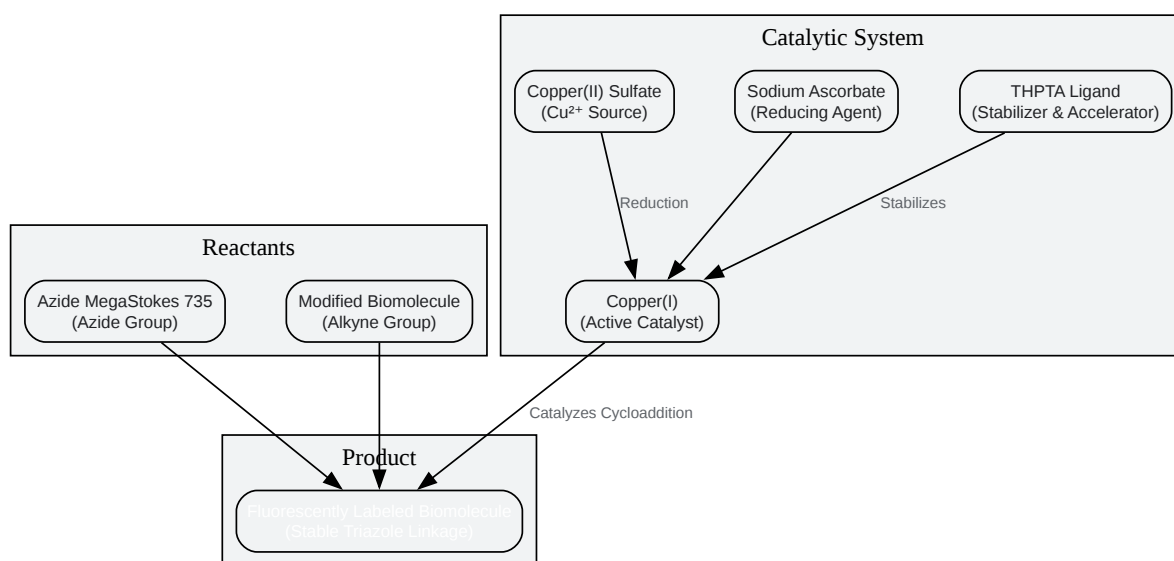 Catalytic System
Copper(II) Sulfate
(Cu²⁺ Source)
Sodium Ascorbate
(Reducing Agent)
THPTA Ligand
(Stabilizer & Accelerator)
Reduction
Stabilizes
Reactants
Azide MegaStokes 735
(Azide Group)
Modified Biomolecule
(Alkyne Group)
Copper(I)
(Active Catalyst)
Catalyzes Cycloaddition
Product
Fluorescently Labeled Biomolecule
(Stable Triazole Linkage)